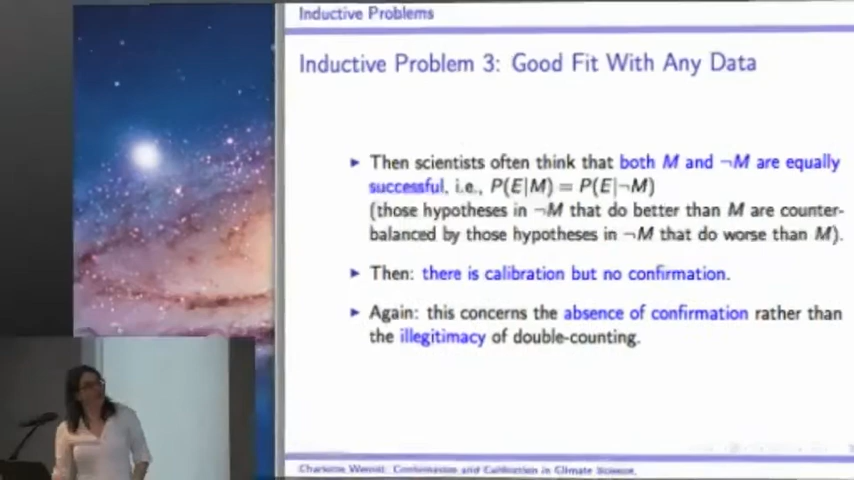 Inductive Problems
Inductive Problem 3: Good Fit With Any Data
▸ Then scientists often think that both M and ¬M are equally
successful, i.e., P(E|M) = P(E|¬M)
(those hypotheses in ¬M that do better than M are counter-
balanced by those hypotheses in ¬M that do worse than M).
▸ Then: there is calibration but no confirmation.
▸ Again: this concerns the absence of confirmation rather than
the illegitimacy of double-counting.
Charlotte Werndl: Confirmation and Calibration in Climate Science,